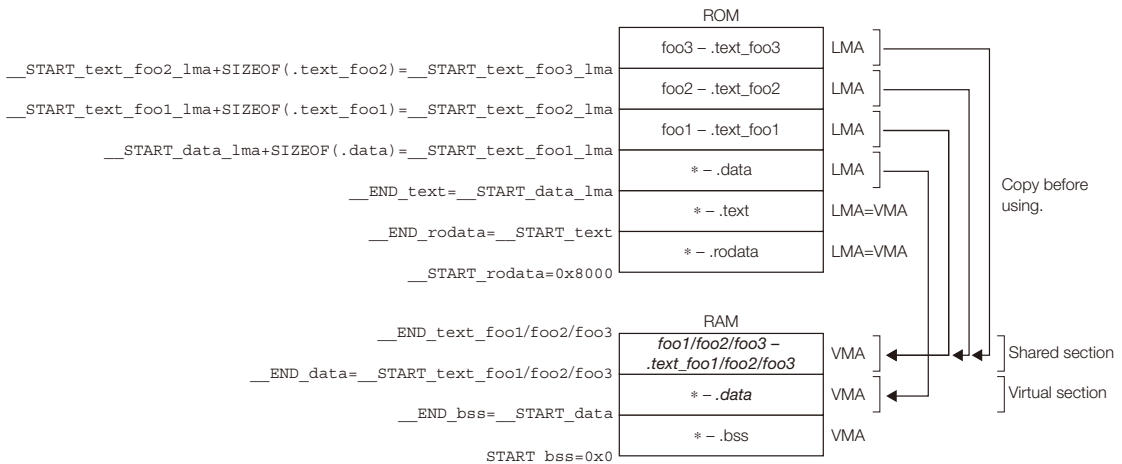 ROM
foo3 – .text_foo3 LMA
__START_text_foo2_lma+SIZEOF(.text_foo2)=__START_text_foo3_lma
foo2 – .text_foo2 LMA
__START_text_foo1_lma+SIZEOF(.text_foo1)=__START_text_foo2_lma
foo1 – .text_foo1 LMA
__START_data_lma+SIZEOF(.data)=__START_text_foo1_lma
∗ – .data LMA
Copy before
using.
__END_text=__START_data_lma
∗ – .text LMA=VMA
__END_rodata=__START_text
∗ – .rodata LMA=VMA
__START_rodata=0x8000
RAM
__END_text_foo1/foo2/foo3
foo1/foo2/foo3 –
.text_foo1/foo2/foo3
VMA
Shared section
__END_data=__START_text_foo1/foo2/foo3
∗ – .data VMA
Virtual section
__END_bss=__START_data
∗ – .bss VMA
START bss=0x0